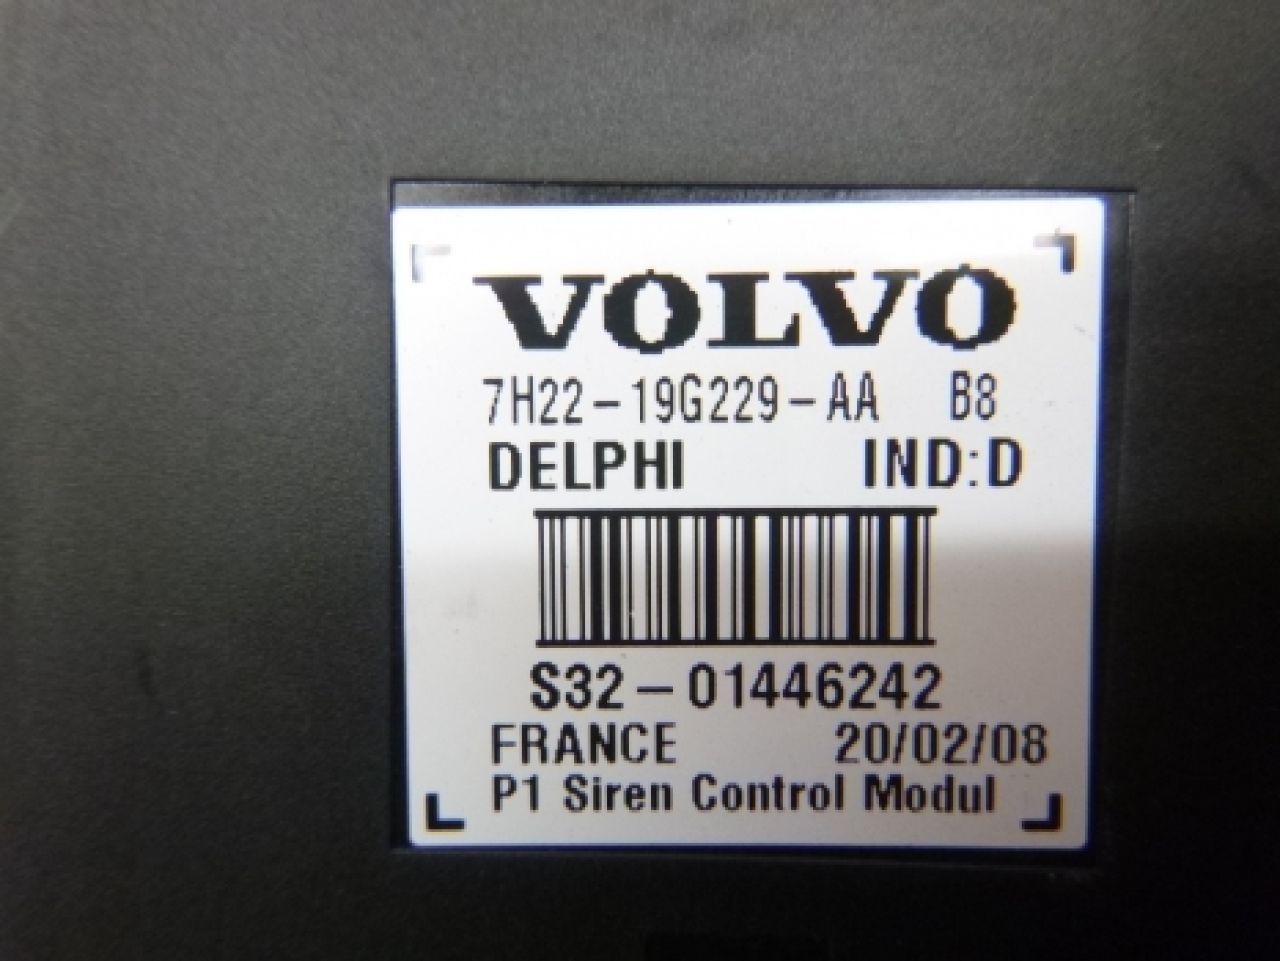 VOLVO
7H22-19G229-AA B8
DELPHI IND:D
S32-01446242
FRANCE 20/02/08
P1 Siren Control Modul